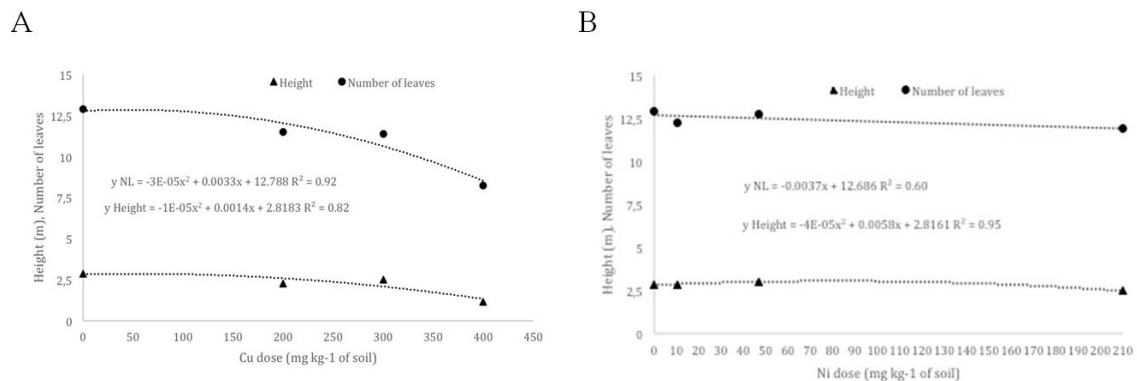 A
Height (m), Number of leaves
15
12,5
10
7,5
5
2,5
0
Height
Number of leaves
y NL = -3E-05x² + 0.0033x + 12.788 R² = 0.92
y Height = -1E-05x² + 0.0014x + 2.8183 R² = 0.82
0 50 100 150 200 250 300 350 400 450
Cu dose (mg kg-1 of soil)
B
Height (m), Number of leaves
15
12,5
10
7,5
5
2,5
0
Height
Number of leaves
y NL = -0.0037x + 12.686 R² = 0.60
y Height = -4E-05x² + 0.0058x + 2.8161 R² = 0.95
0 10 20 30 40 50 60 70 80 90 100 110 120 130 140 150 160 170 180 190 200 210
Ni dose (mg kg-1 of soil)